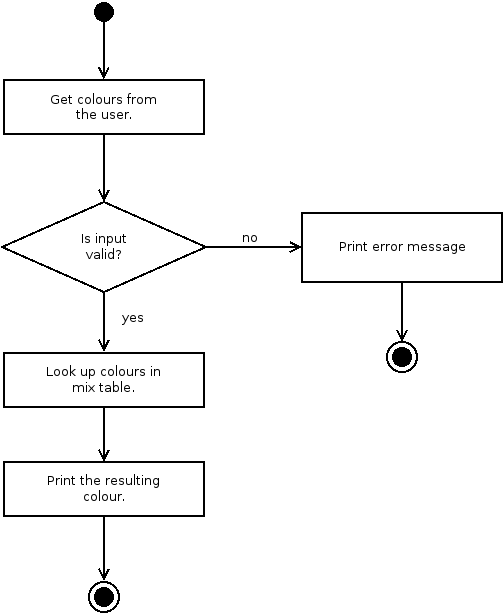 Get colours from
the user.
Is input
valid?
no
Print error message
yes
Look up colours in
mix table.
Print the resulting
colour.